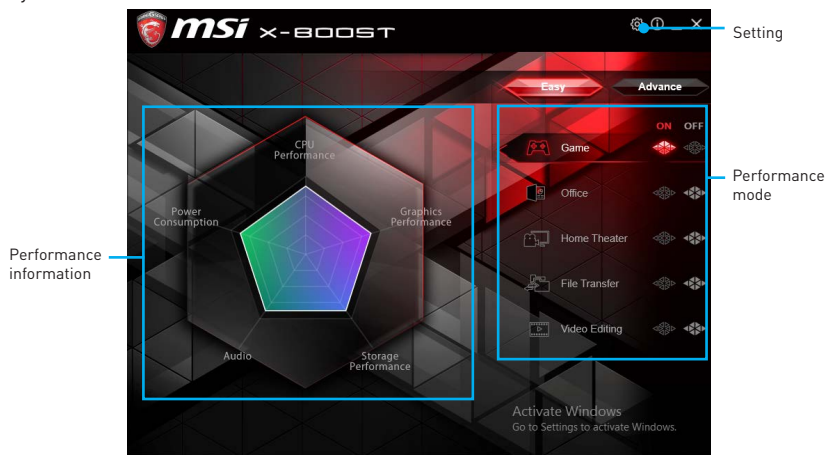 msi X-BOOST
Setting
Easy
Advance
ON OFF
Game
Office
Home Theater
File Transfer
Video Editing
Performance
mode
CPU
Performance
Power
Consumption
Graphics
Performance
Audio
Storage
Performance
Performance
information
Activate Windows
Go to Settings to activate Windows.